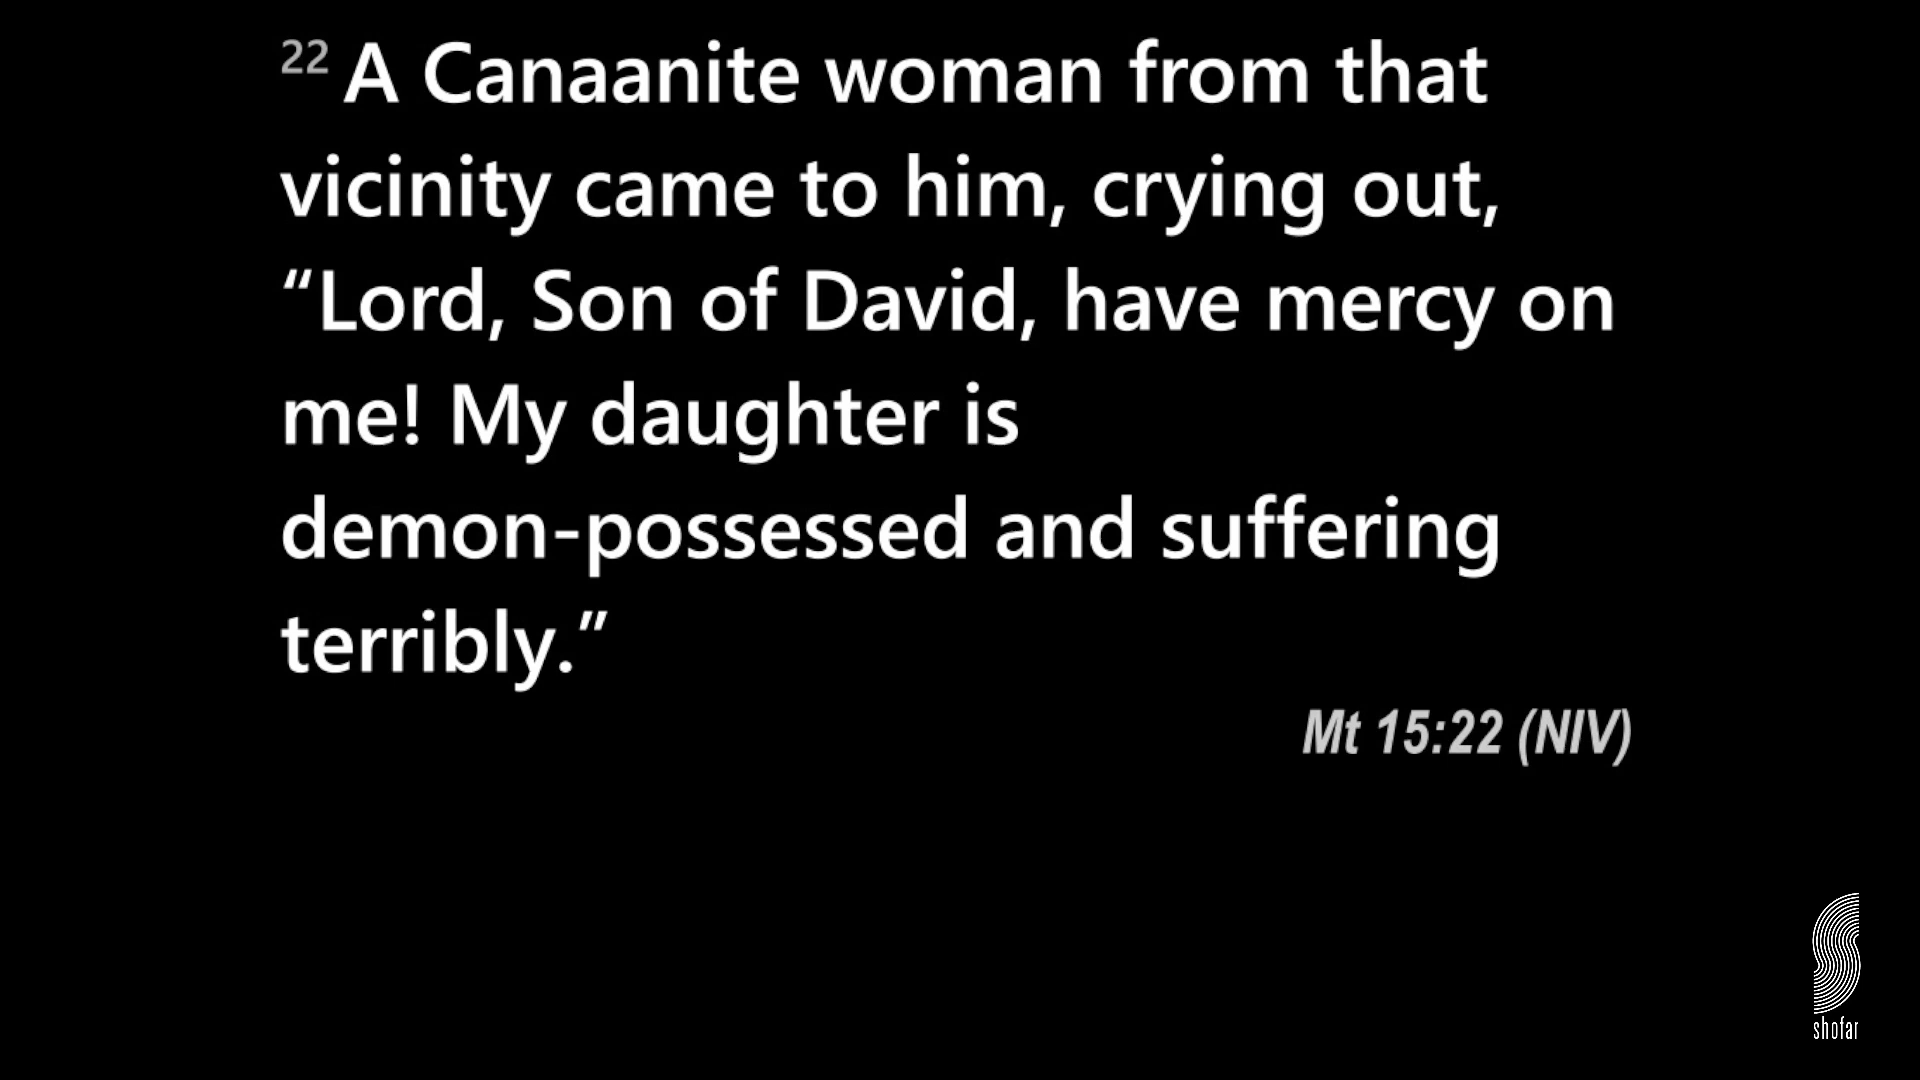 22 A Canaanite woman from that
vicinity came to him, crying out,
“Lord, Son of David, have mercy on
me! My daughter is
demon-possessed and suffering
terribly.”
Mt 15:22 (NIV)
shofar